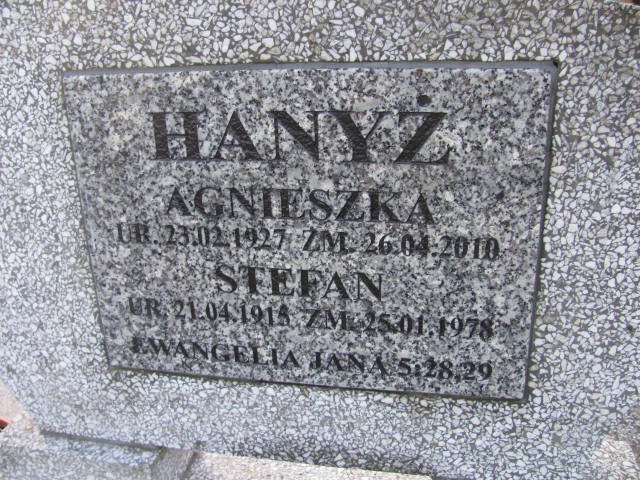 HANYŻ
AGNIESZKA
UR. 23.02.1927 ZM. 26.04.2010
STEFAN
UR. 21.04.1915 ZM. 25.01.1978
EWANGELIA JANA 5:28,29